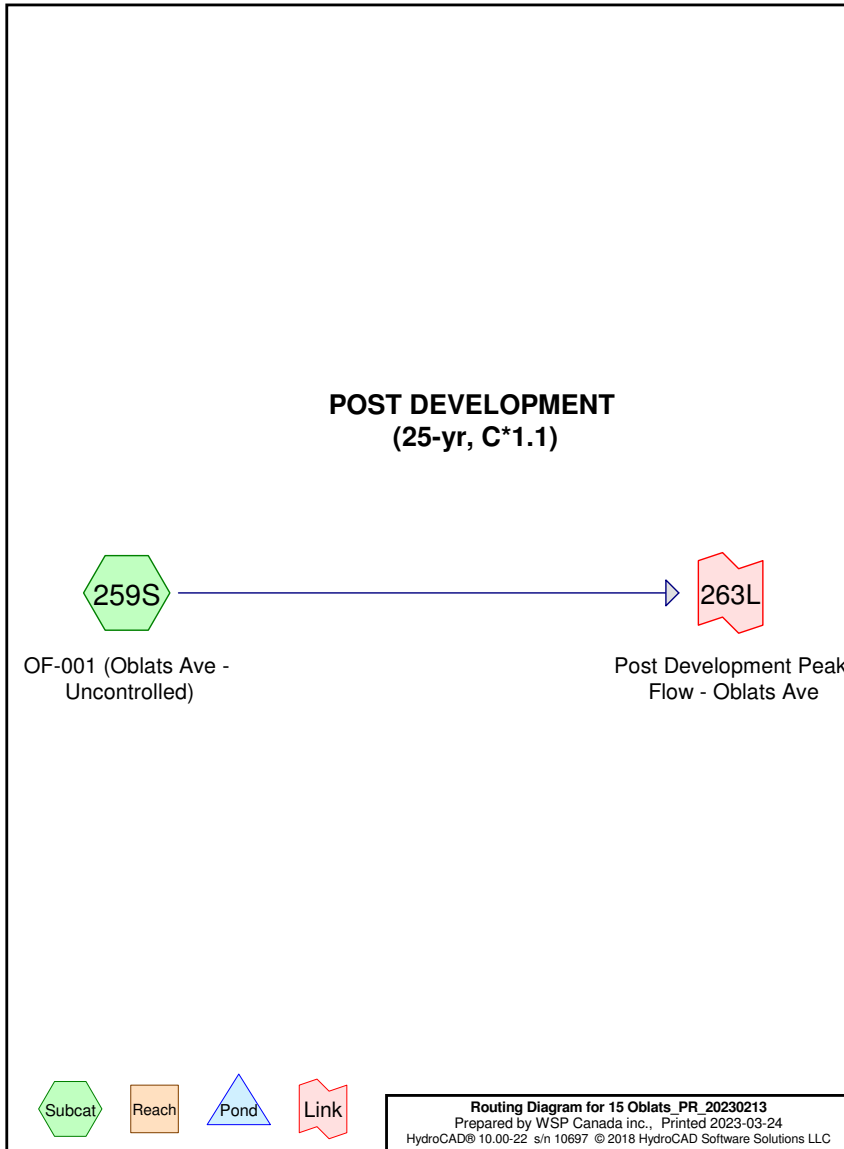 POST DEVELOPMENT
(25-yr, C*1.1)
259S
263L
OF-001 (Oblats Ave -
Uncontrolled)
Post Development Peak
Flow - Oblats Ave
Subcat
Reach
Pond
Link
Routing Diagram for 15 Oblats_PR_20230213
Prepared by WSP Canada inc., Printed 2023-03-24
HydroCAD® 10.00-22 s/n 10697 © 2018 HydroCAD Software Solutions LLC